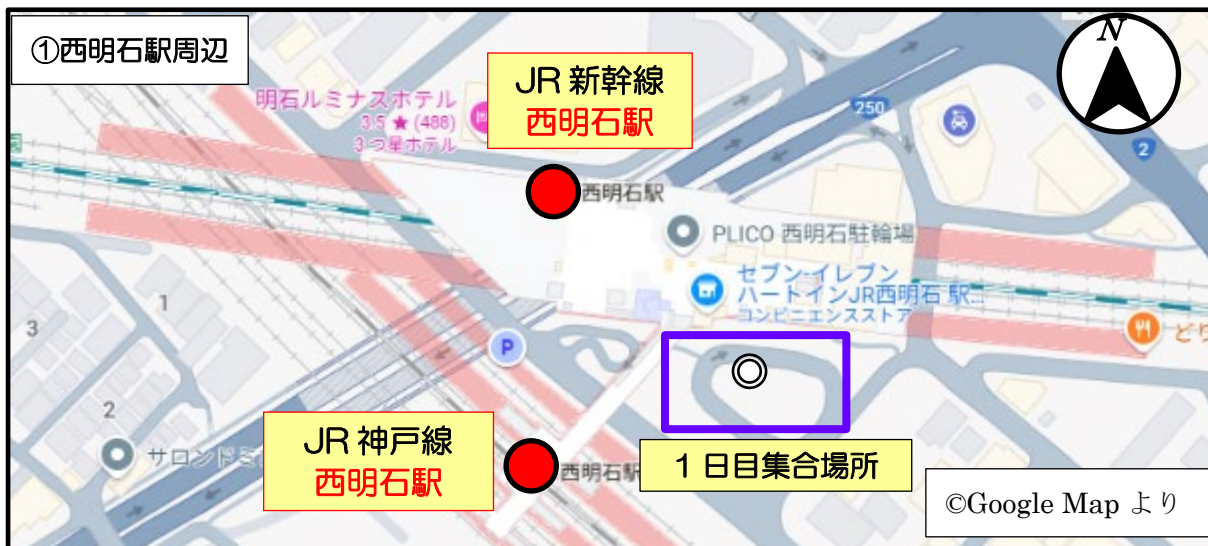 ①西明石駅周辺
JR 新幹線
西明石駅
N
明石ルミナスホテル
3.5 ★ (488)
3 つ星ホテル
250
2
西明石駅
PLICO 西明石駐輪場
セブン-イレブン
ハートインJR西明石 駅...
コンビニエンスストア
1
3
P
どり
2
サロンドミ
JR 神戸線
西明石駅
西明石駅
1 日目集合場所
©Google Map より